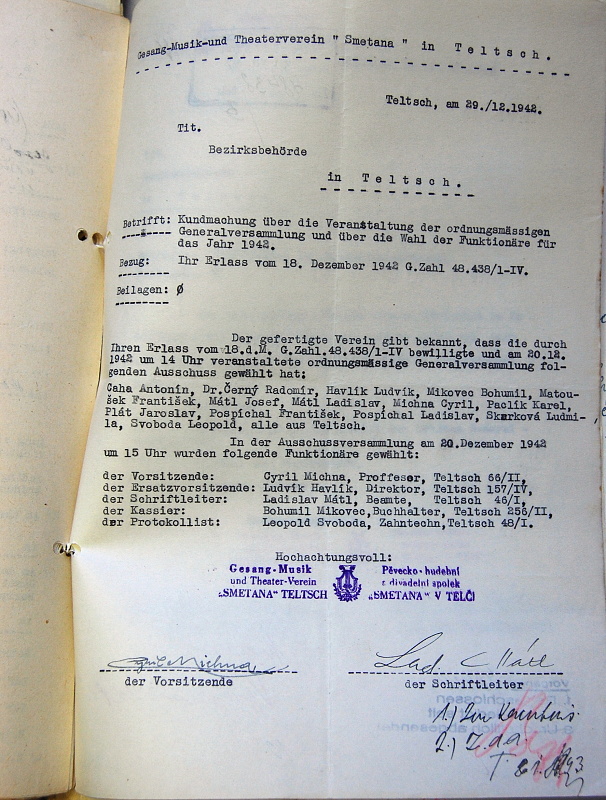 Gesang-Musik-und Theaterverein " Smetana " in T e l t s c h .
Teltsch, am 29./12.1942.
Tit.
Bezirksbehörde
in T e l t s c h .
Betrifft: Kundmachung über die Veranstaltung der ordnungsmässigen
Generalversammlung und über die Wahl der Funktionäre für
das Jahr 1942.
Bezug: Ihr Erlass vom 18. Dezember 1942 G.Zahl 48.438/1-IV.
Beilagen: Ø
Der gefertigte Verein gibt bekannt, dass die durch
Ihren Erlass vom 18.d.M. G.Zahl.48.438/1-IV bewilligte und am 20.12.
1942 um 14 Uhr veranstaltete ordnungsmässige Generalversammlung fol-
genden Ausschuss gewählt hat:
Caha Antonín, Dr.Černý Radomír, Havlík Ludvík, Mikovec Bohumil, Matou-
šek František, Mátl Josef, Mátl Ladislav, Michna Cyril, Paclík Karel,
Plát Jaroslav, Pospíchal František, Pospíchal Ladislav, Skerková Ludmi-
la, Svoboda Leopold, alle aus Teltsch.
In der Ausschussversammlung am 20.Dezember 1942
um 15 Uhr wurden folgende Funktionäre gewählt:
der Vorsitzende: Cyril Michna, Proffesor, Teltsch 66/II,
der Ersatzvorsitzende: Ludvík Havlík, Direktor, Teltsch 157/IV,
der Schriftleiter: Ladislav Mátl, Beamte, Teltsch 46/I,
der Kassier: Bohumil Mikovec,Buchhalter, Teltsch 256/II,
der Protokollist: Leopold Svoboda, Zahntechn,Teltsch 48/I.
Hochachtungsvoll:
Gesang-Musik
und Theater-Verein
„SMETANA" TELTSCH
Pěvecko-hudební
a divadelní spolek
„SMETANA" V TELČI
Cyril Michna
Lad. Mátl
der Vorsitzende
der Schriftleiter
1.) Zur
2.) Z. da.